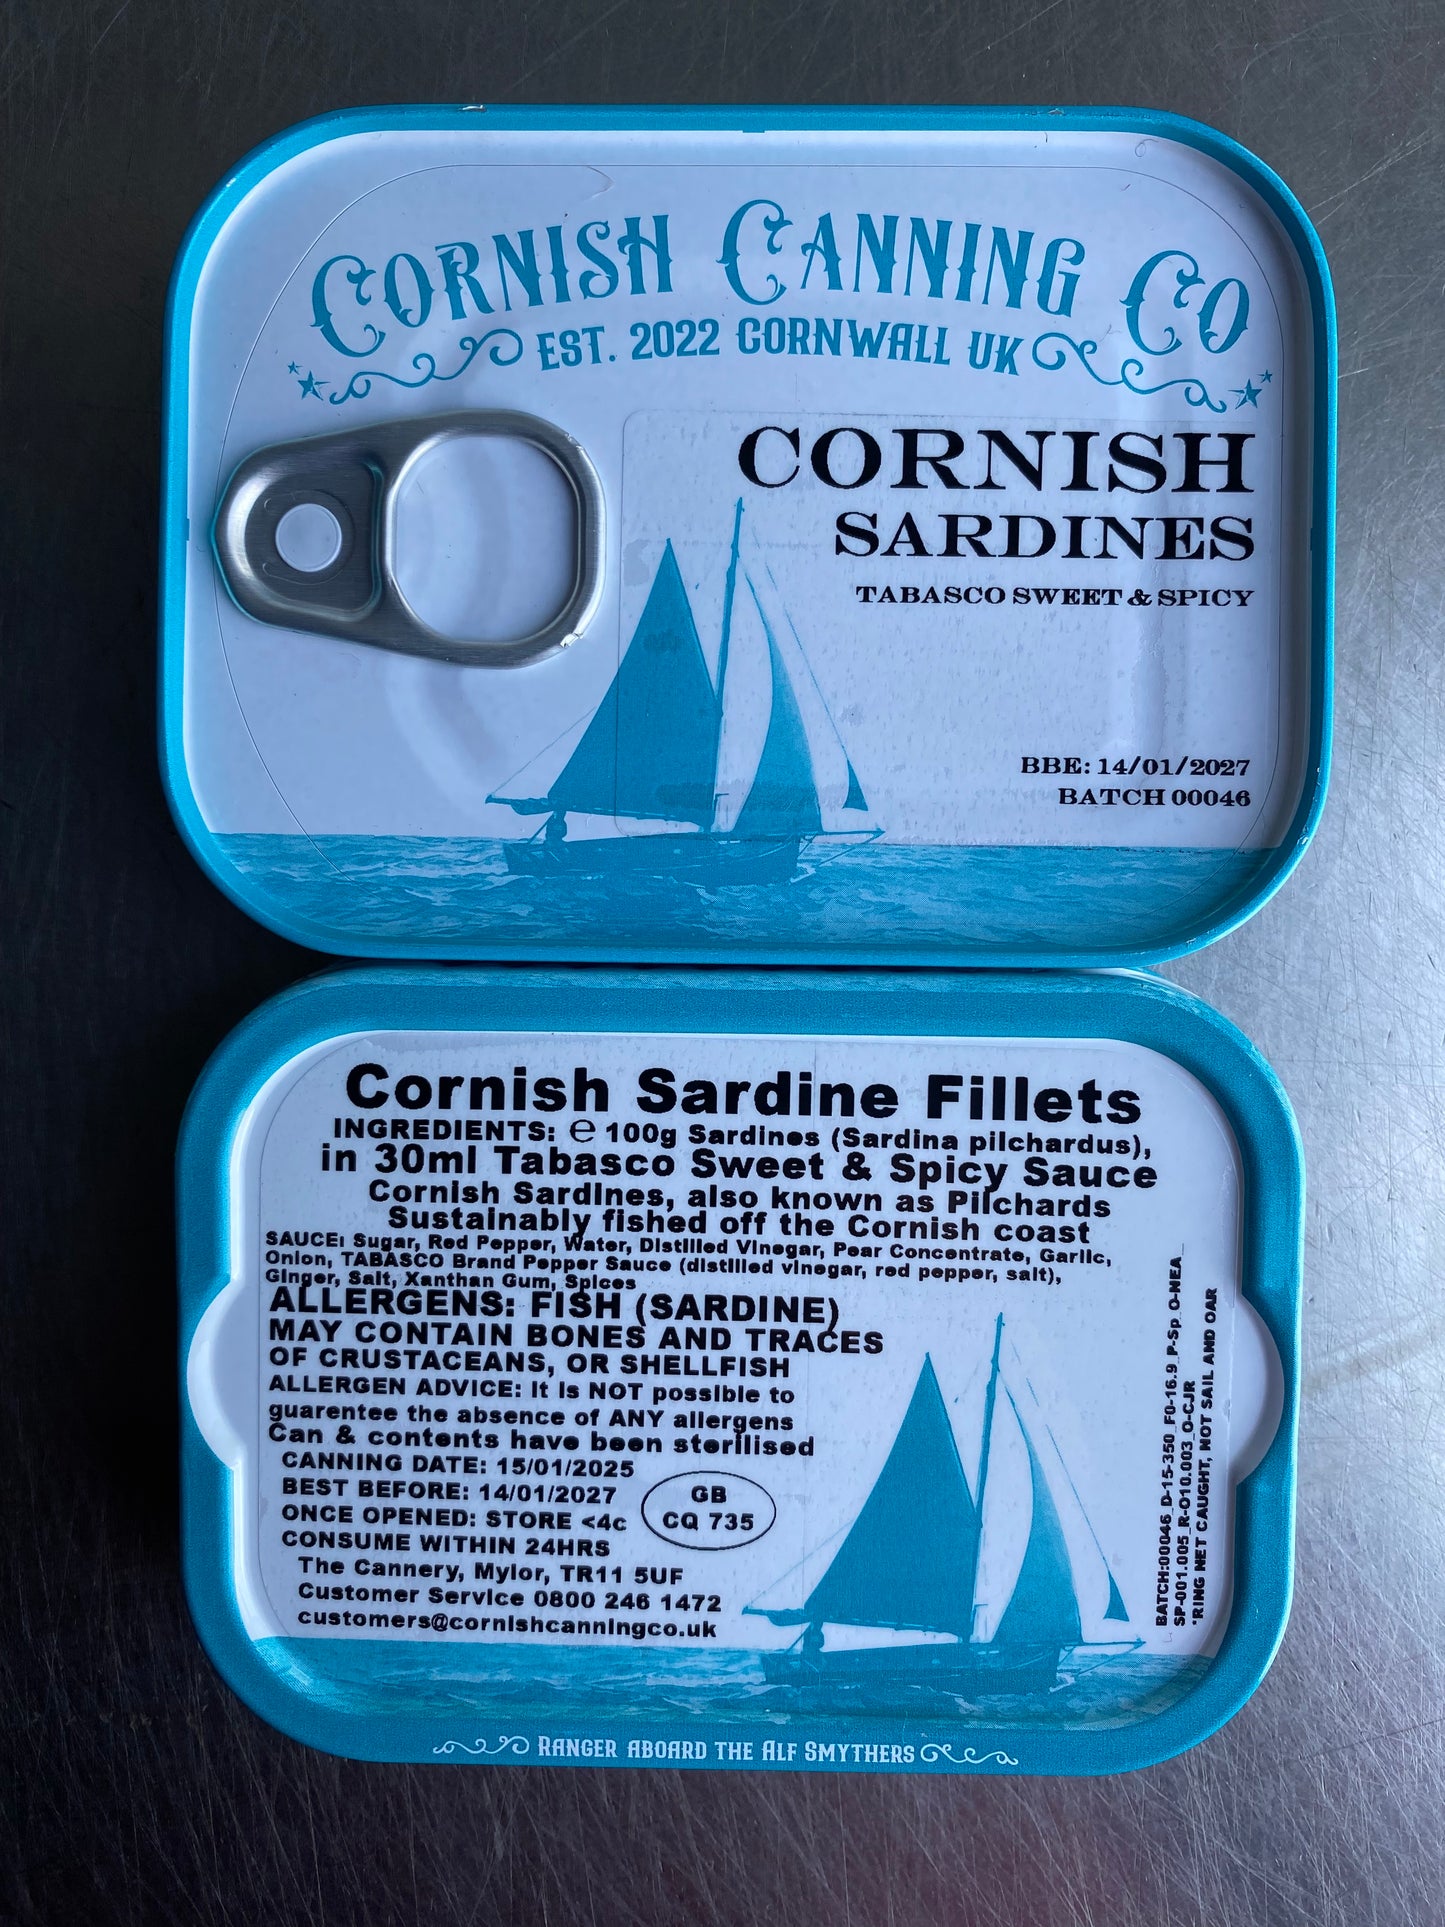 CORNISH CANNING CO
EST. 2022 CORNWALL UK
CORNISH
SARDINES
TABASCO SWEET & SPICY
BBE: 14/01/2027
BATCH 00046
Cornish Sardine Fillets
INGREDIENTS: ℮ 100g Sardines (Sardina pilchardus),
in 30ml Tabasco Sweet & Spicy Sauce
Cornish Sardines, also known as Pilchards
Sustainably fished off the Cornish coast
SAUCE: Sugar, Red Pepper, Water, Distilled Vinegar, Pear Concentrate, Garlic,
Onion, TABASCO Brand Pepper Sauce (distilled vinegar, red pepper, salt),
Ginger, Salt, Xanthan Gum, Spices
ALLERGENS: FISH (SARDINE)
MAY CONTAIN BONES AND TRACES
OF CRUSTACEANS, OR SHELLFISH
ALLERGEN ADVICE: It is NOT possible to
guarentee the absence of ANY allergens
Can & contents have been sterilised
CANNING DATE: 15/01/2025
BEST BEFORE: 14/01/2027
ONCE OPENED: STORE <4c
CONSUME WITHIN 24HRS
GB
CQ 735
The Cannery, Mylor, TR11 5UF
Customer Service 0800 246 1472
customers@cornishcanningco.uk
BATCH:00046_D-15-350_F0-16.9_P-Sp_O-NEA_
SP-001.005_R-O10.003_O-CJR
*RING NET CAUGHT, NOT SAIL AND OAR
RANGER ABOARD THE ALF SMYTHERS